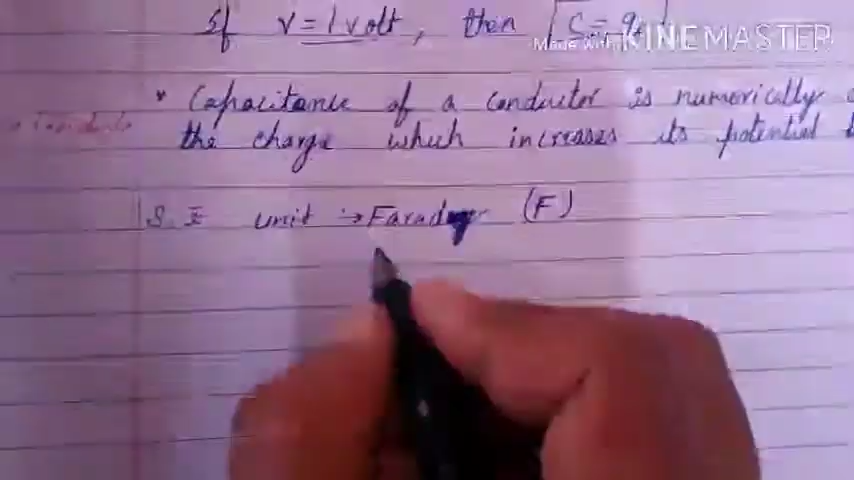 If V = 1 volt, then C = q
Made with KINEMASTER
* Capacitance of a conductor is numerically
the charge which increases its potential
S.I unit → Farad (F)